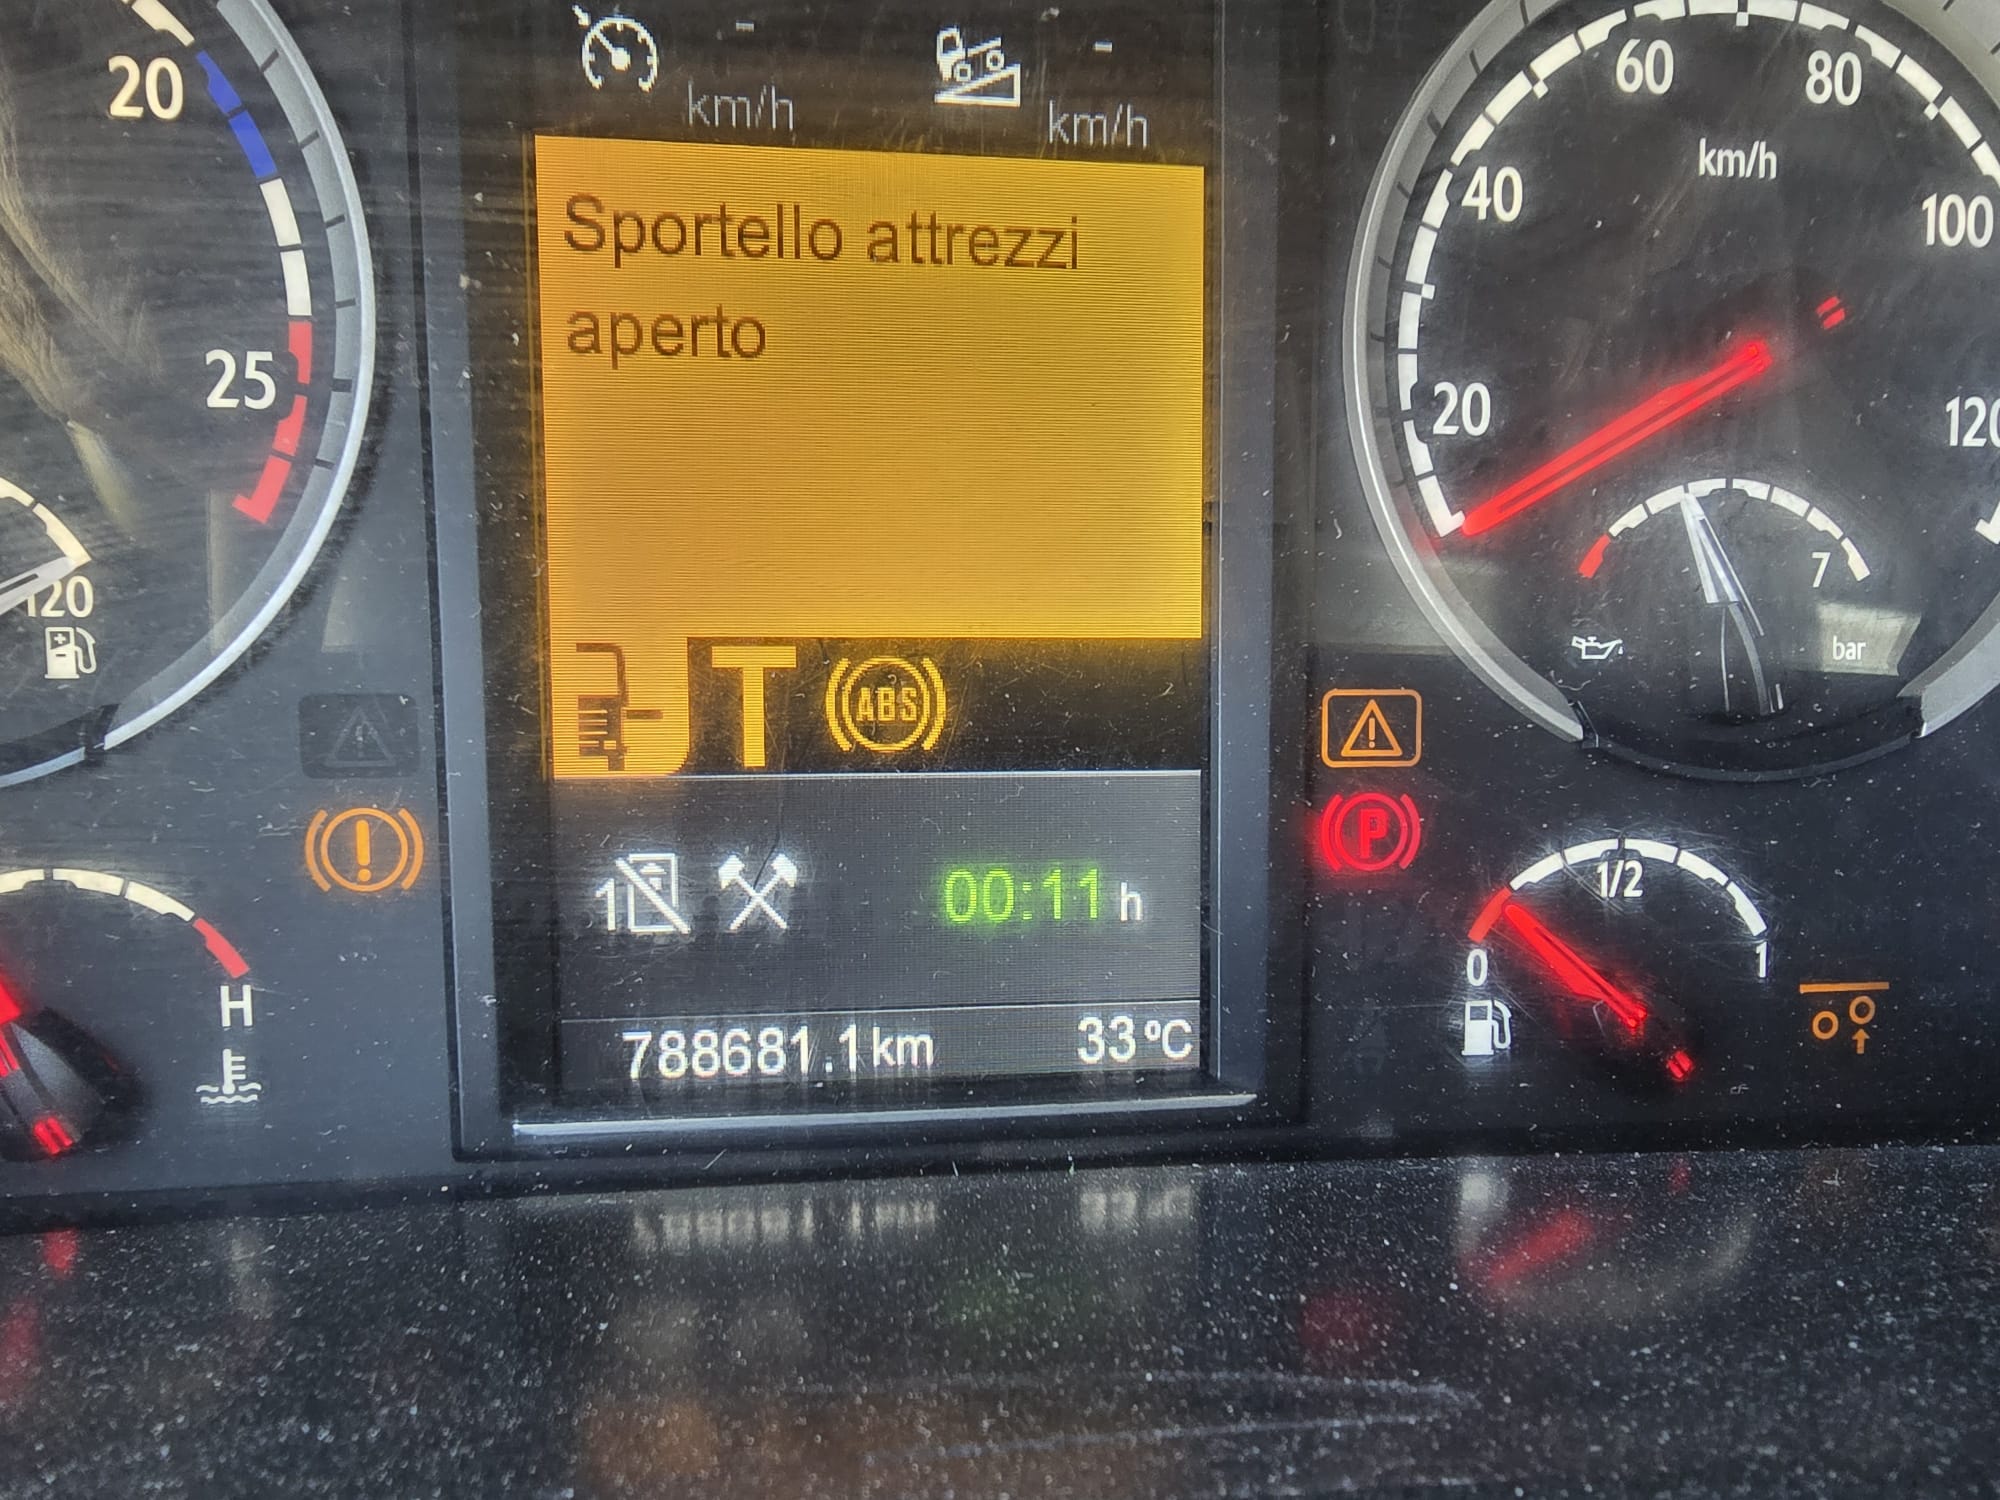 20
25
120
H
- km/h
- km/h
Sportello attrezzi
aperto
T
ABS
1
00:11 h
788681.1 km
33 ºC
20
40
60
80
100
120
km/h
7
bar
P
0
1/2
1